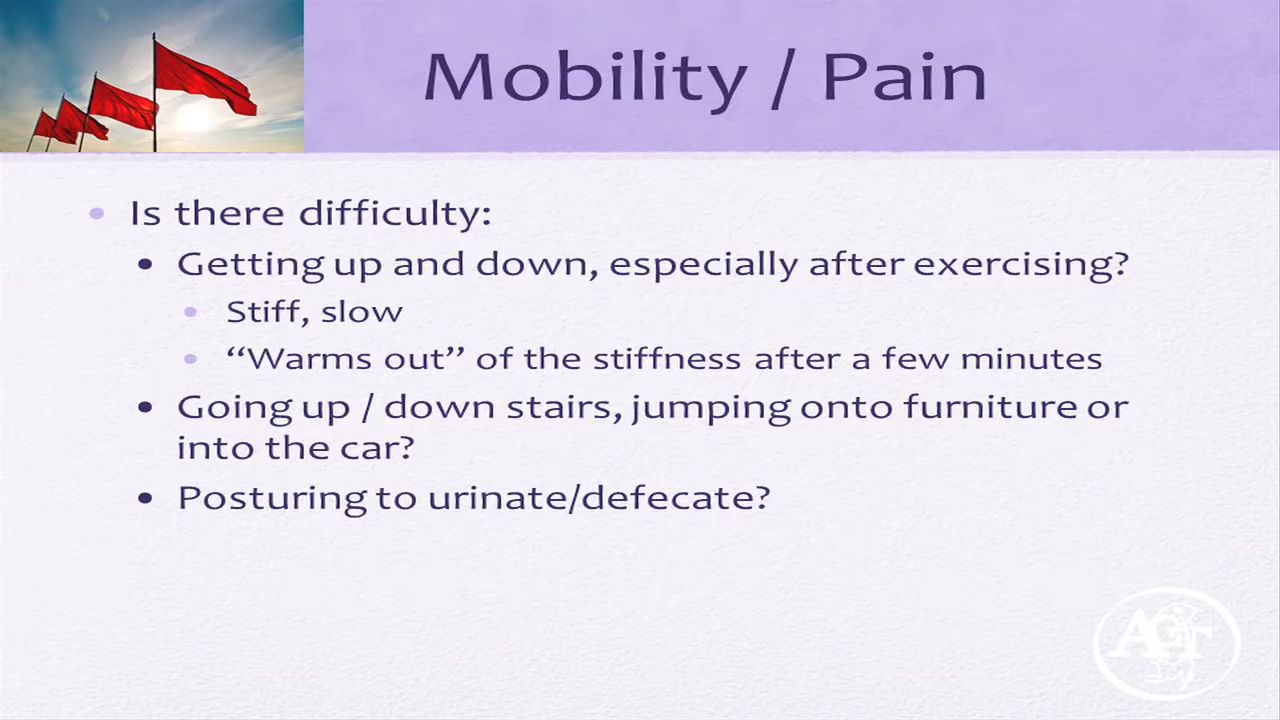 Mobility / Pain
• Is there difficulty:
• Getting up and down, especially after exercising?
• Stiff, slow
• “Warms out” of the stiffness after a few minutes
• Going up / down stairs, jumping onto furniture or
into the car?
• Posturing to urinate/defecate?
AGT